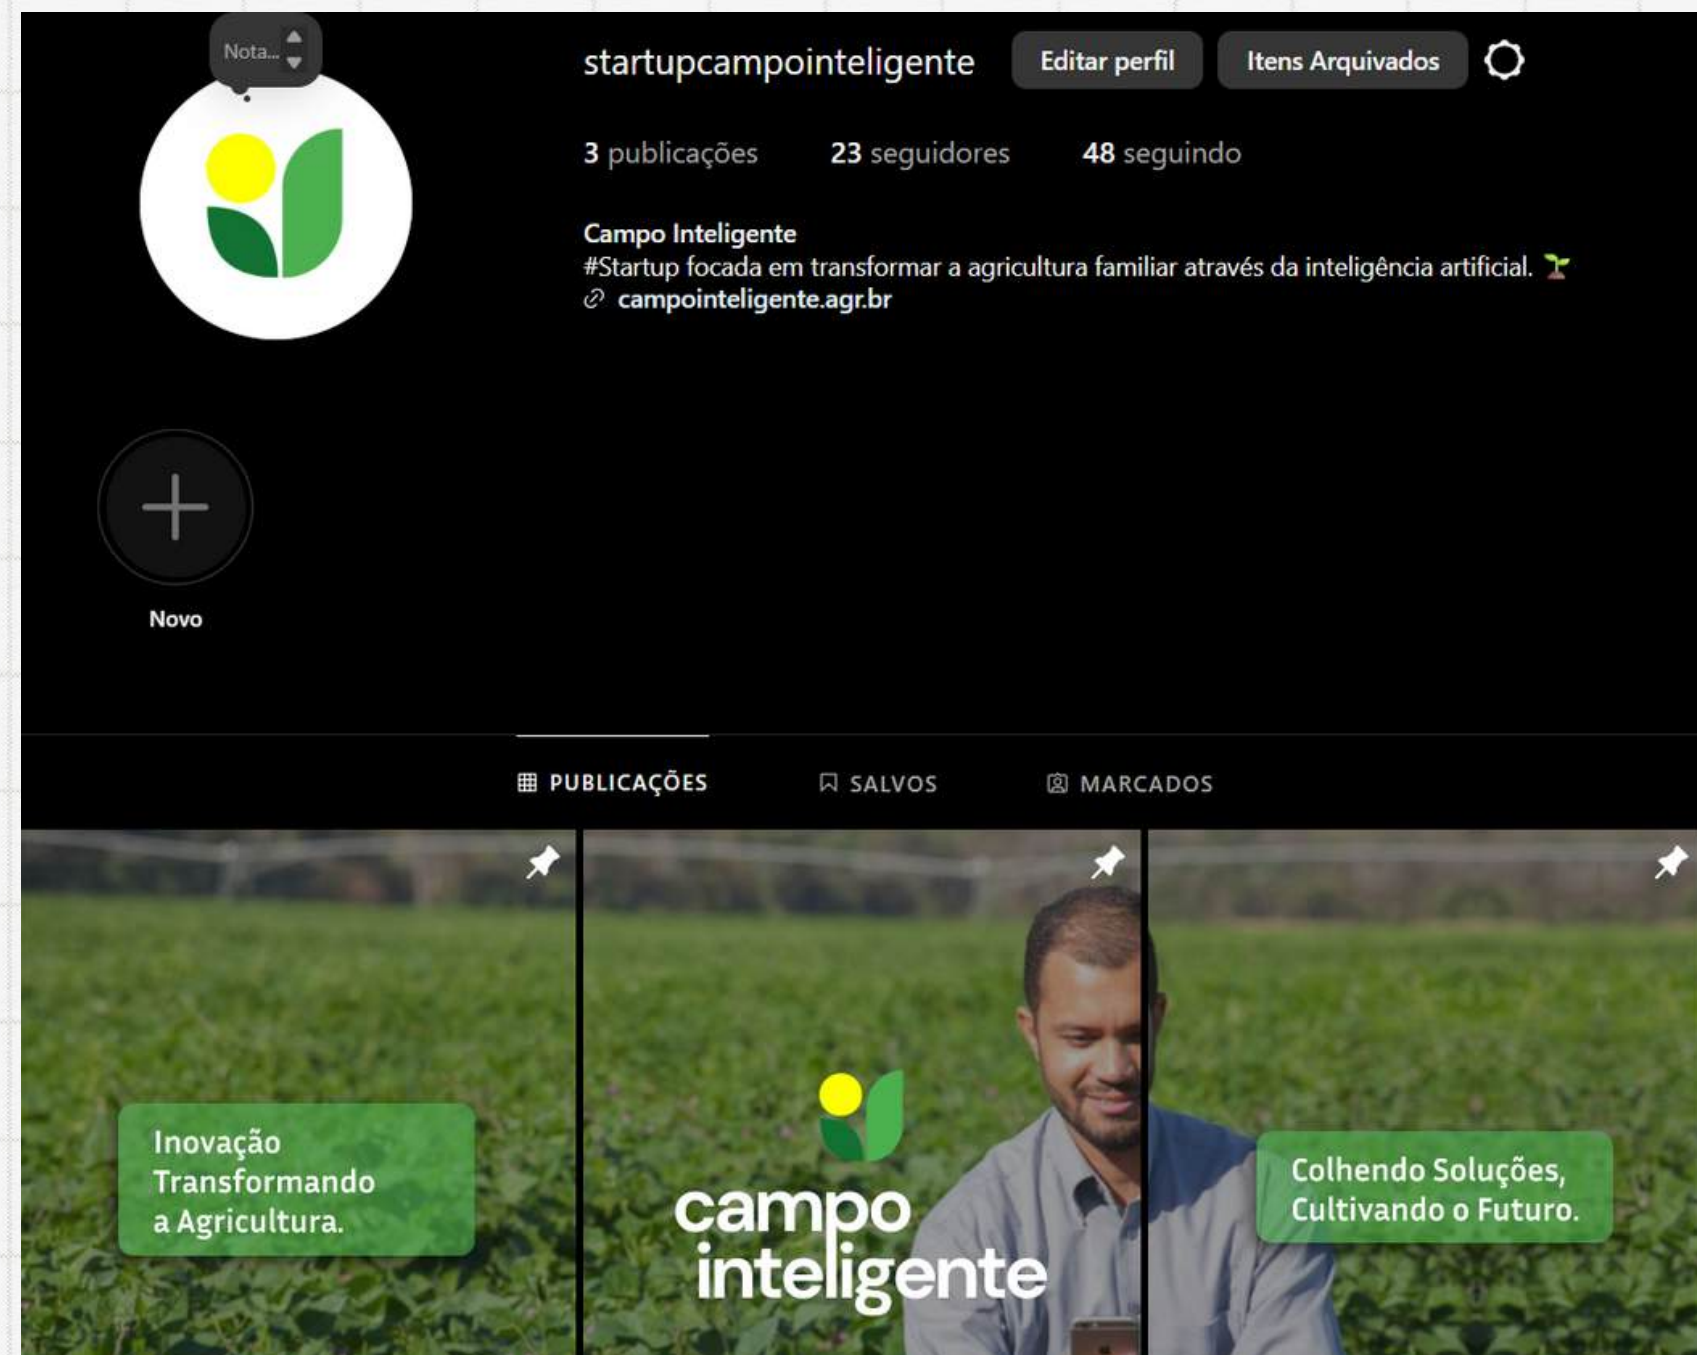 Nota...
startupcampointeligente Editar perfil Itens Arquivados
3 publicações 23 seguidores 48 seguindo
Campo Inteligente
#Startup focada em transformar a agricultura familiar através da inteligência artificial. 🌱
campointeligente.agr.br
Novo
PUBLICAÇÕES SALVOS MARCADOS
Inovação
Transformando
a Agricultura.
campo
inteligente
Colhendo Soluções,
Cultivando o Futuro.